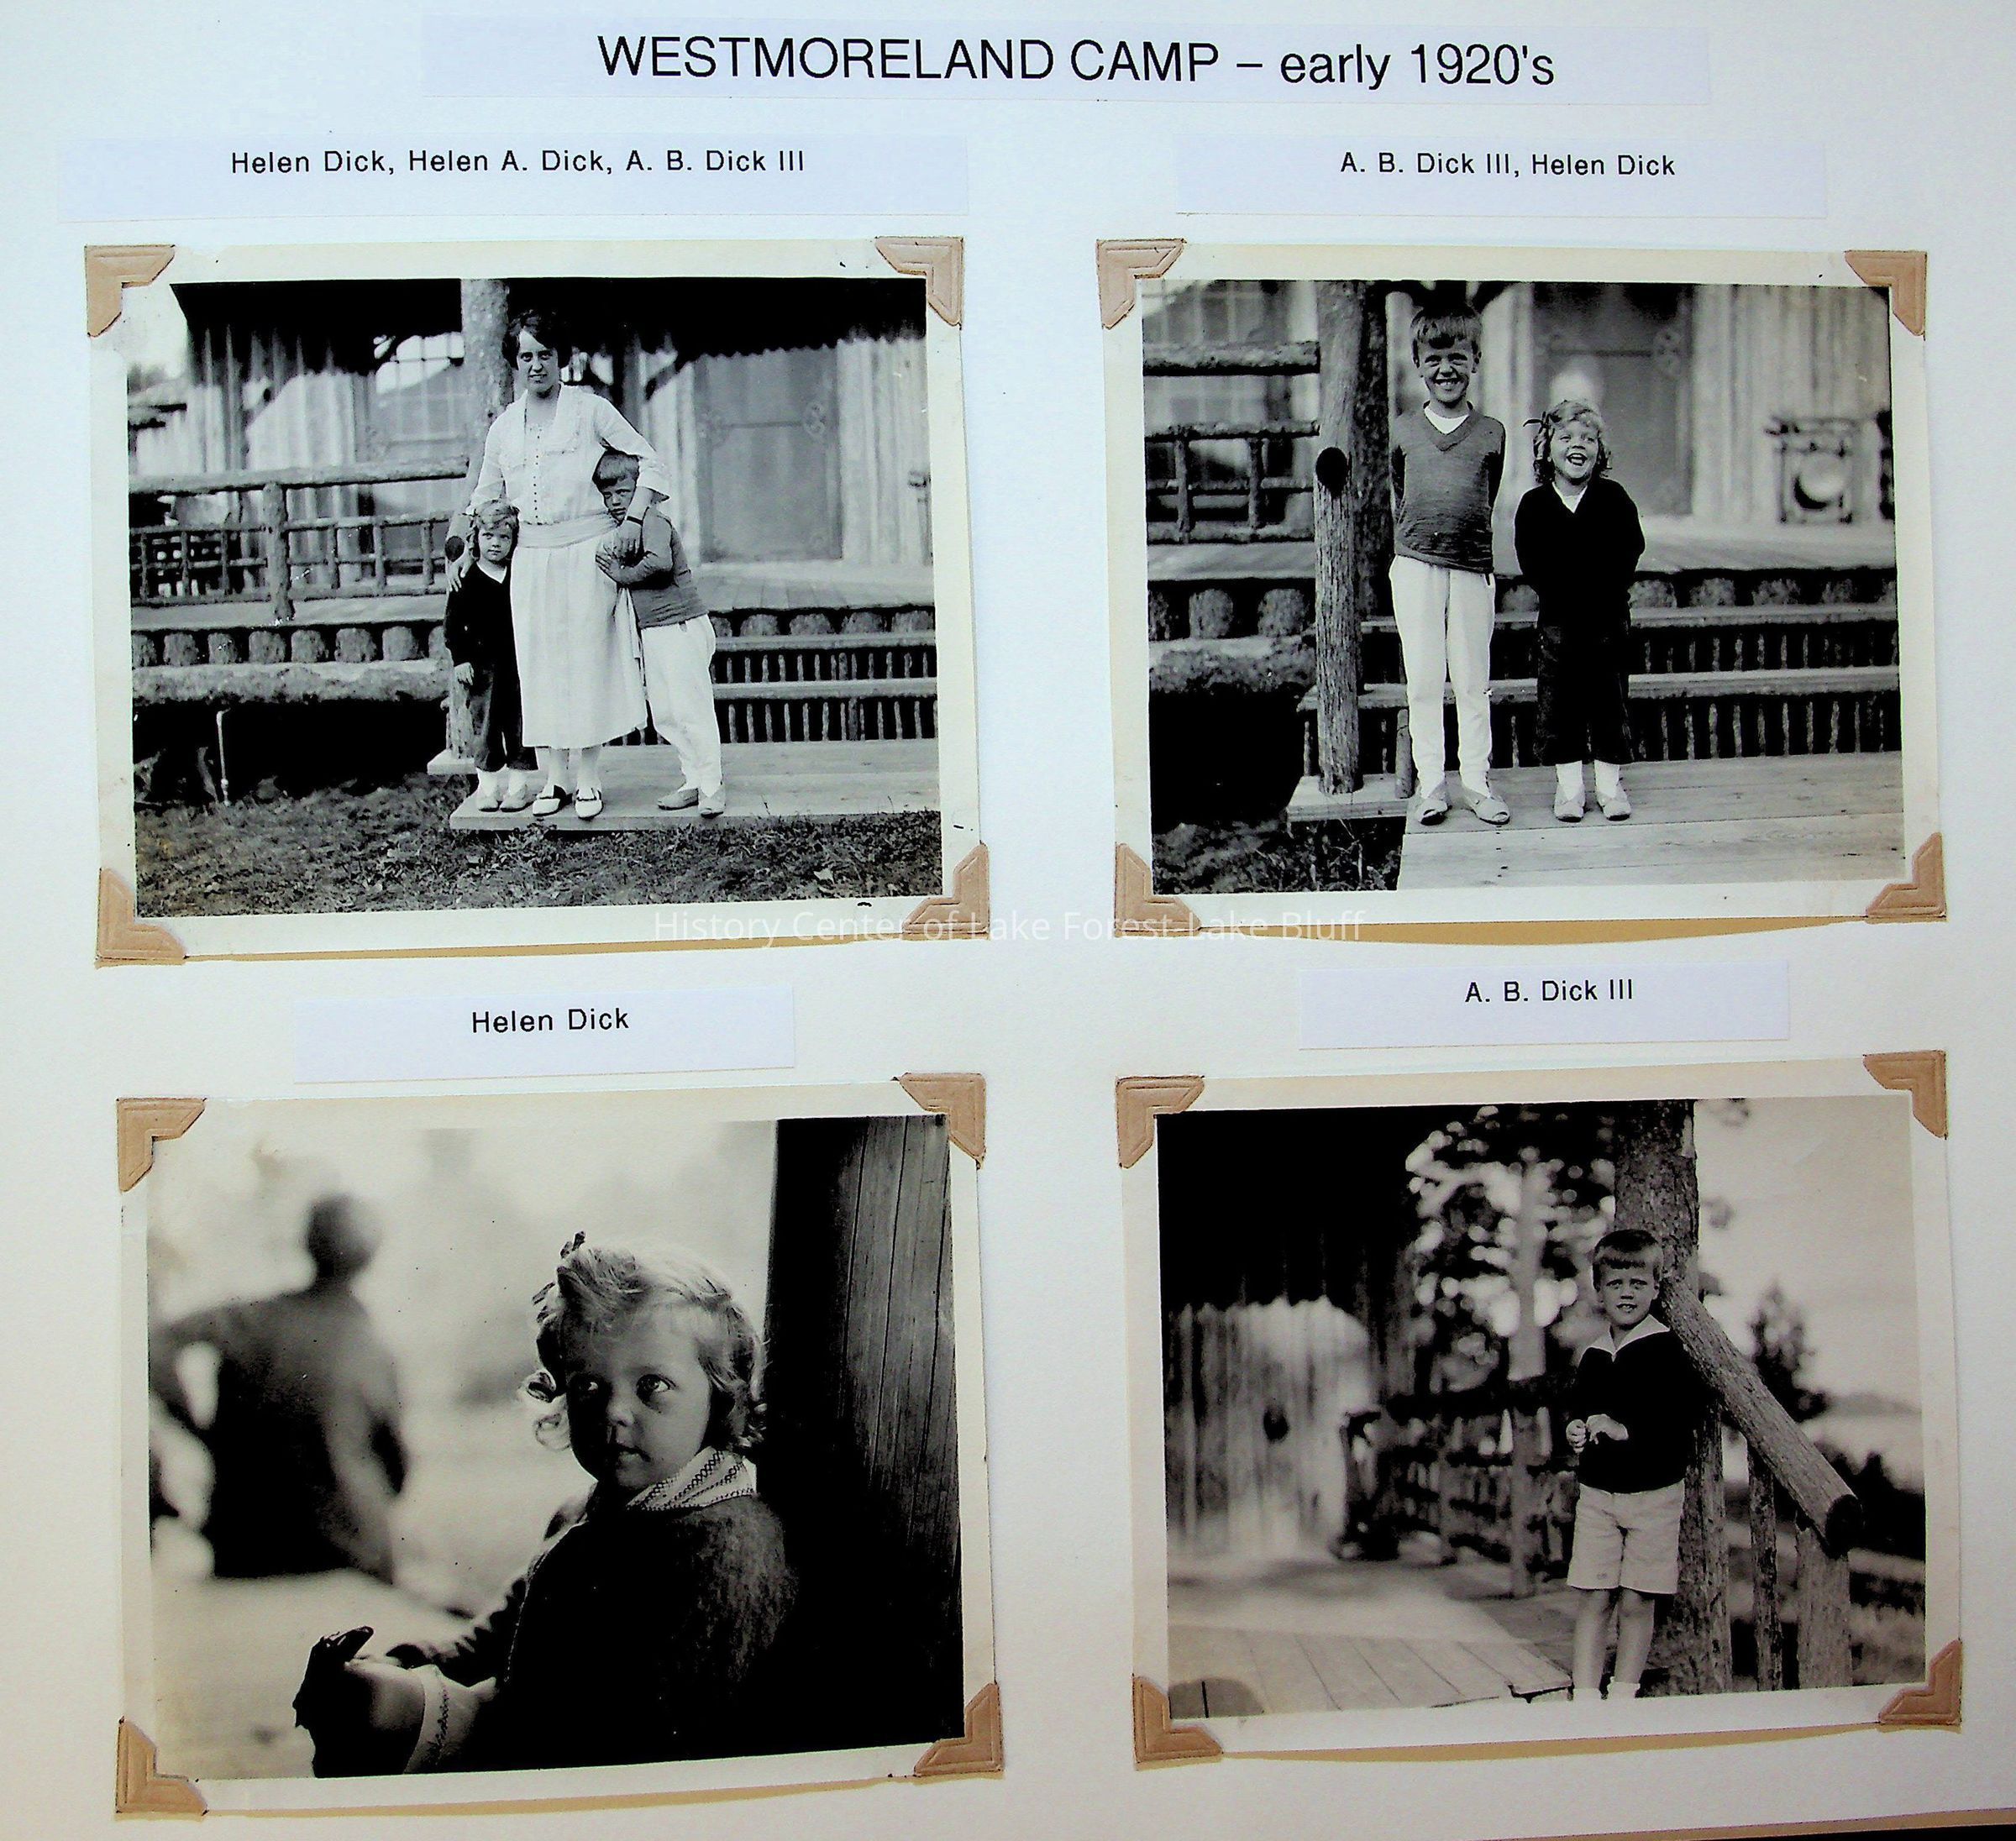 WESTMORELAND CAMP – early 1920's
Helen Dick, Helen A. Dick, A. B. Dick III
A. B. Dick III, Helen Dick
History Center of Lake Forest-Lake Bluff
Helen Dick
A. B. Dick III